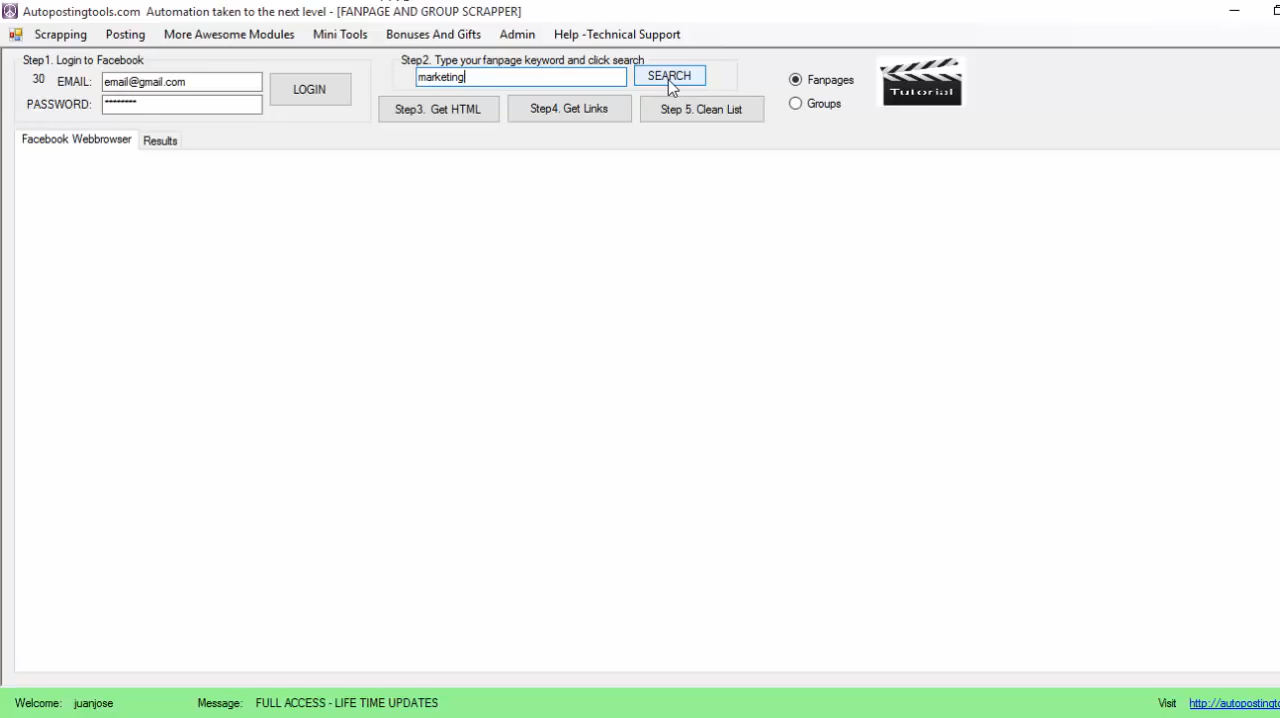 Autopostingtools.com Automation taken to the next level - [FANPAGE AND GROUP SCRAPPER]
Scrapping Posting More Awesome Modules Mini Tools Bonuses And Gifts Admin Help -Technical Support
Step1. Login to Facebook
30 EMAIL: email@gmail.com
PASSWORD: ********
LOGIN
Step2. Type your fanpage keyword and click search
marketing
SEARCH
Step3. Get HTML
Step4. Get Links
Step 5. Clean List
Fanpages
Groups
Tutorial
Facebook Webbrowser
Results
Welcome: juanjose
Message: FULL ACCESS - LIFE TIME UPDATES
Visit http://autopostingto